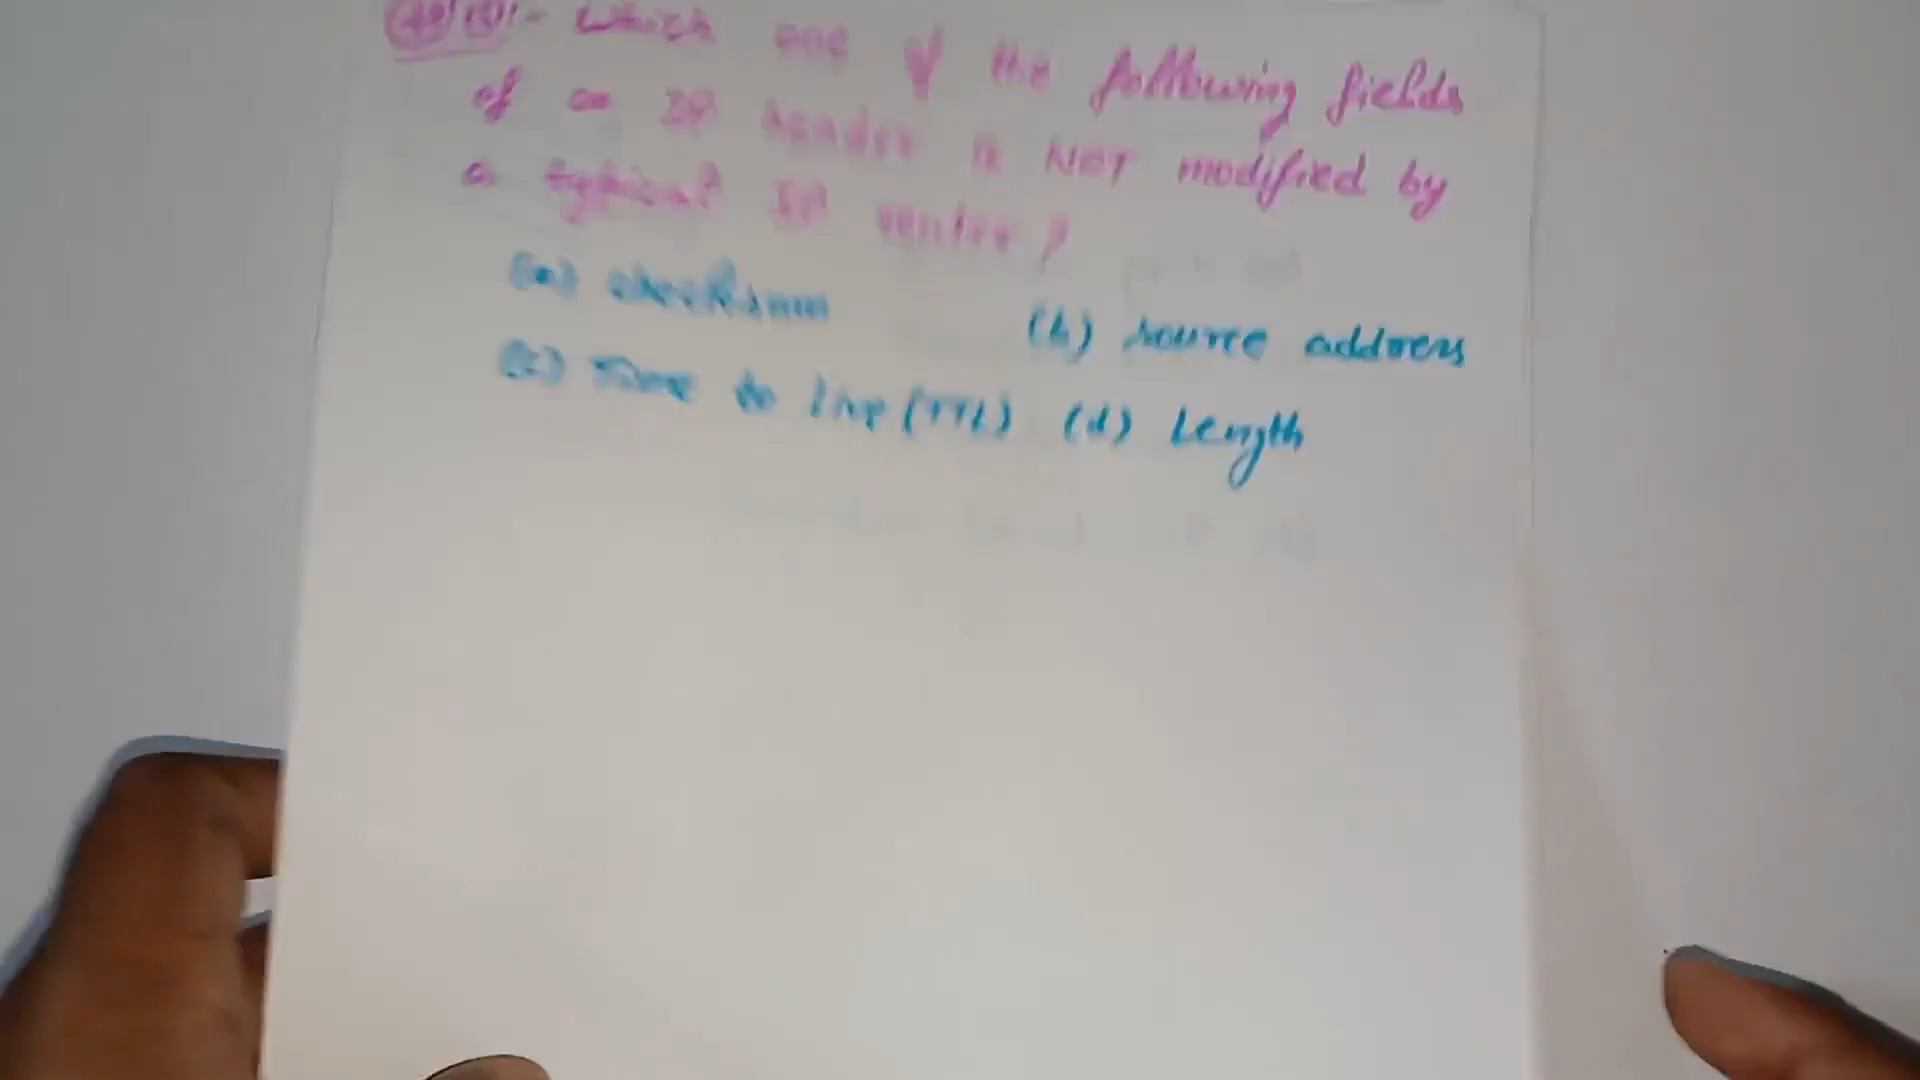 Which one of the following fields
of an IP header is NOT modified by
a typical IP router?
(a) checksum (b) source address
(c) Time to Live (TTL) (d) Length